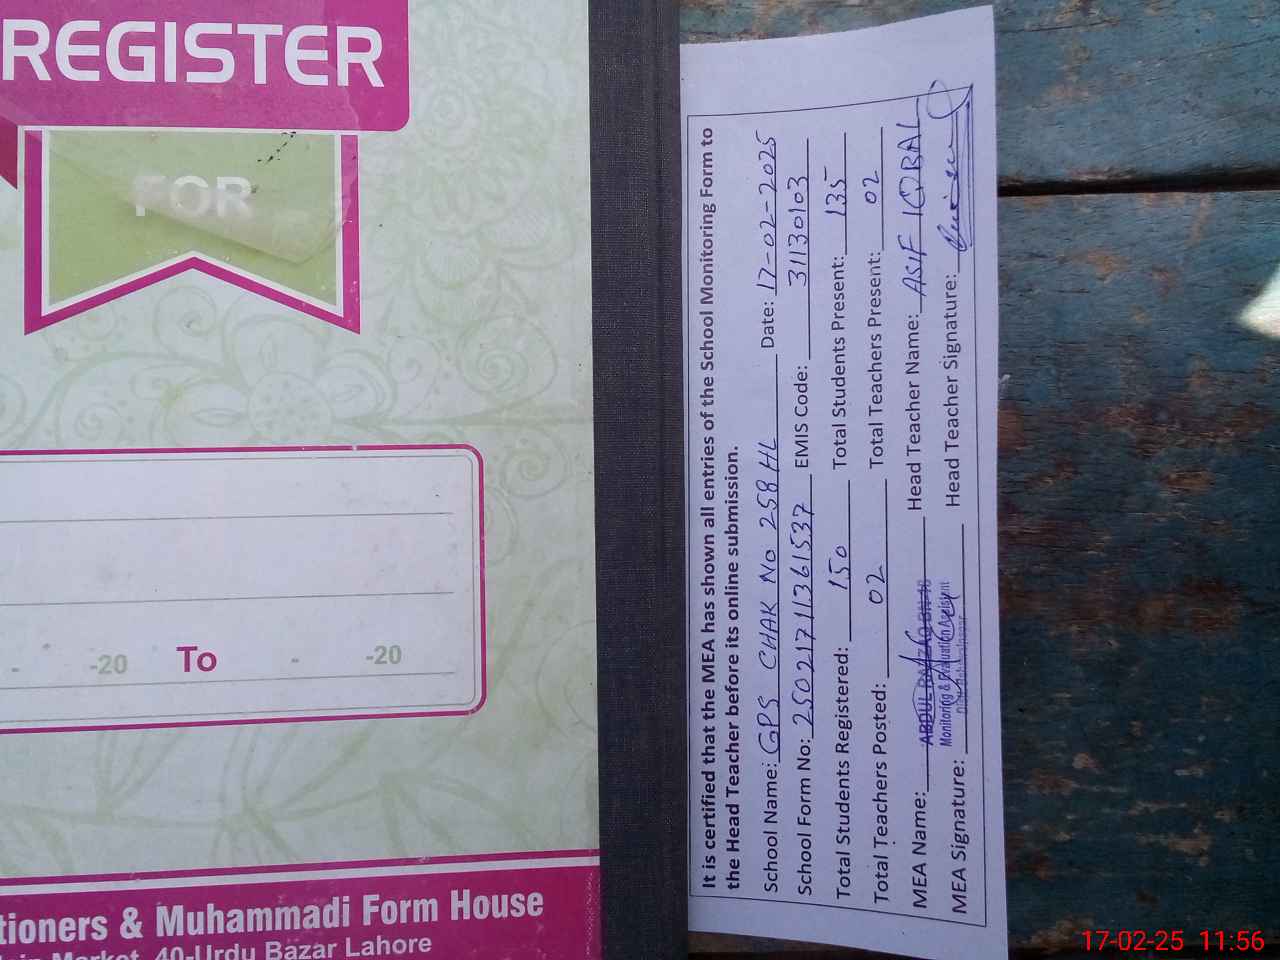 REGISTER
FOR
-
-20
To
-
-20
tioners & Muhammadi Form House
Market, 40-Urdu Bazar Lahore
It is certified that the MEA has shown all entries of the School Monitoring Form to
the Head Teacher before its online submission.
School Name: GPS CHAK No 258 HL Date: 17-02-2025
School Form No: 25021711361537 EMIS Code: 31130103
Total Students Registered: 150 Total Students Present: 135
Total Teachers Posted: 02 Total Teachers Present: 02
MEA Name: ABDUL RAZZAQ Head Teacher Name: ASIF IQBAL
Monitoring & Evaluation Assistant
MEA Signature: Head Teacher Signature:
17-02-25 11:56